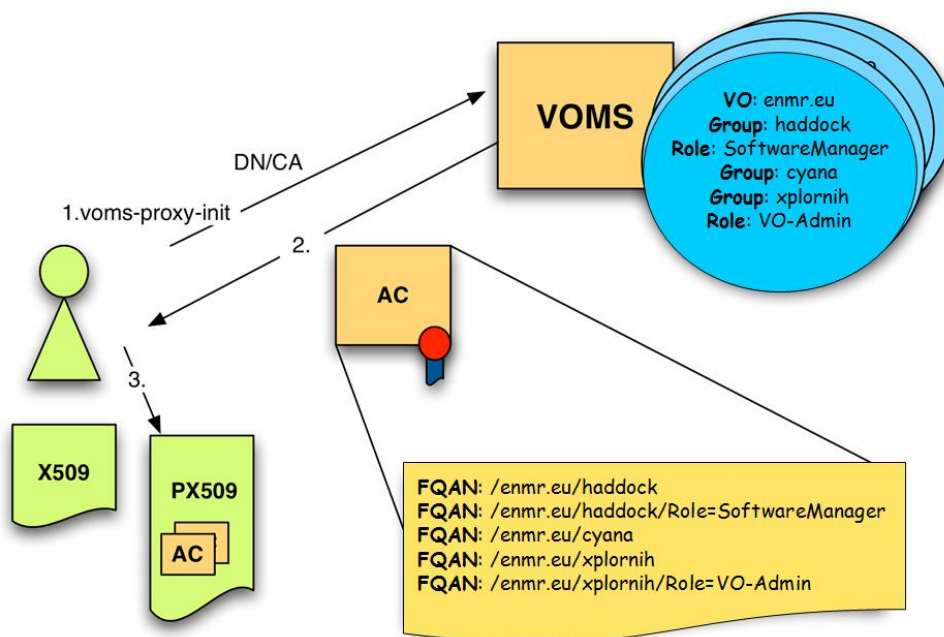 VOMS
VO: enmr.eu
Group: haddock
Role: SoftwareManager
Group: cyana
Group: xplornih
Role: VO-Admin
DN/CA
1.voms-proxy-init
2.
AC
3.
X509
PX509
AC
FQAN: /enmr.eu/haddock
FQAN: /enmr.eu/haddock/Role=SoftwareManager
FQAN: /enmr.eu/cyana
FQAN: /enmr.eu/xplornih
FQAN: /enmr.eu/xplornih/Role=VO-Admin